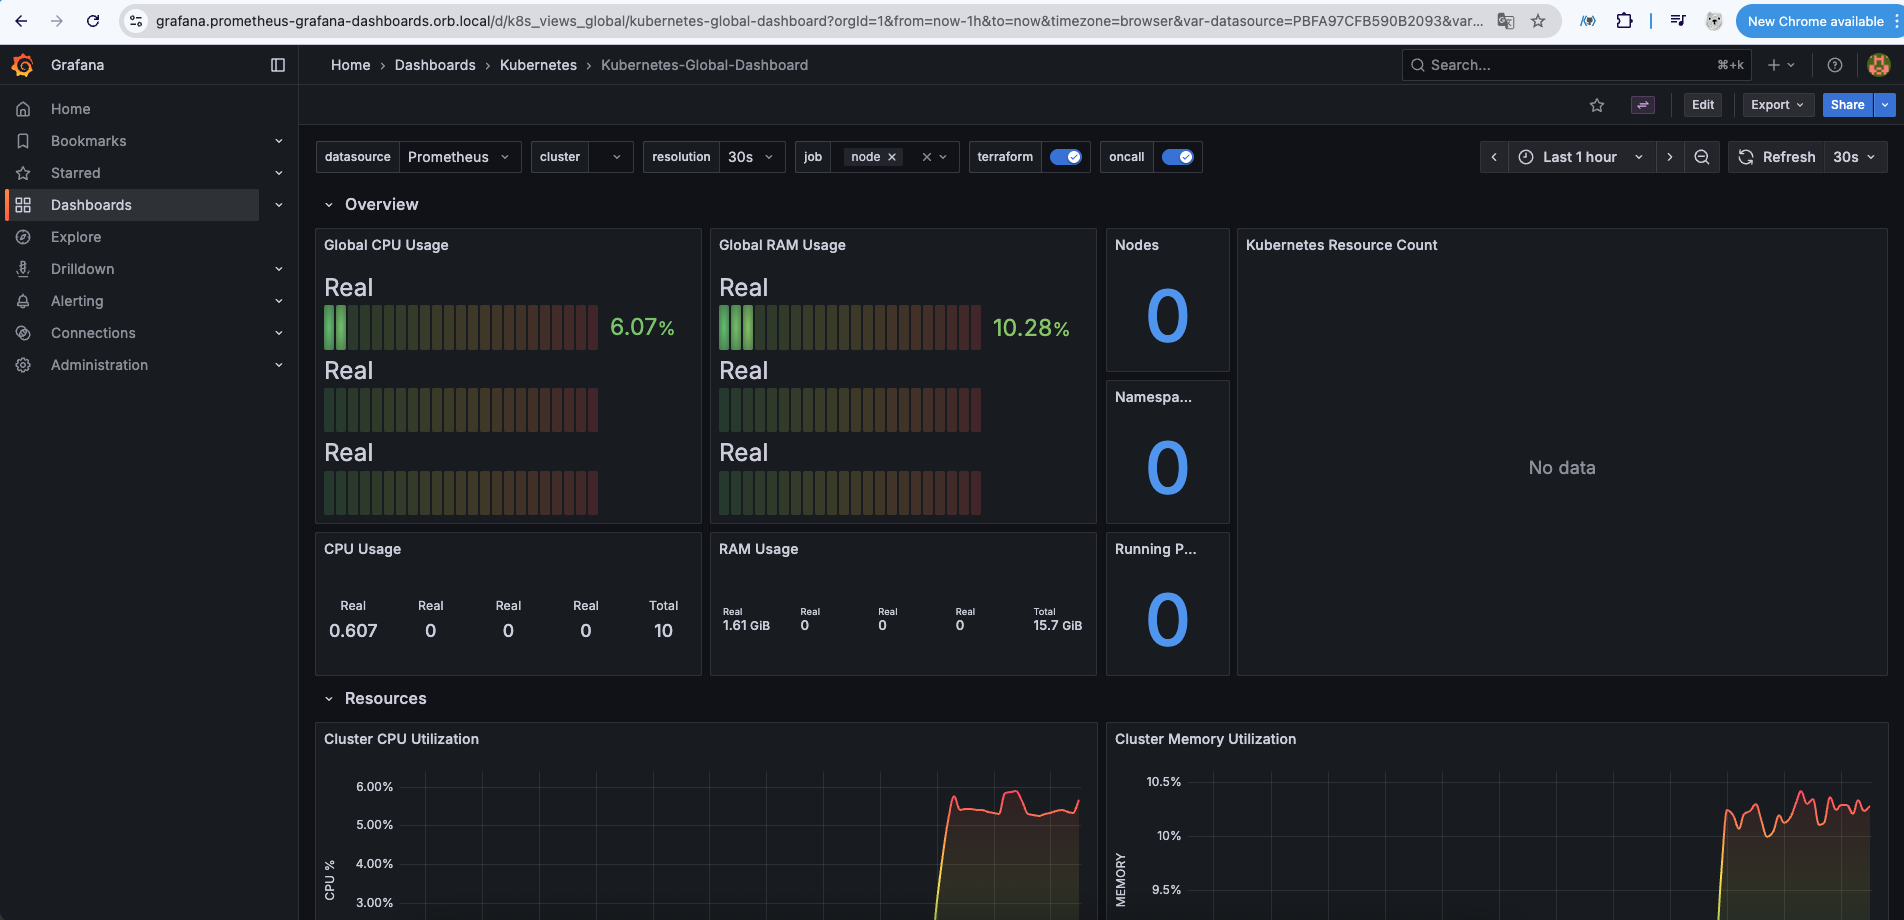 grafana.prometheus-grafana-dashboards.orb.local/d/k8s_views_global/kubernetes-global-dashboard?orgId=1&from=now-1h&to=now&timezone=browser&var-datasource=PBFA97CFB590B2093&var...
New Chrome available
Grafana
Home › Dashboards › Kubernetes › Kubernetes-Global-Dashboard
Search... ⌘+k
Edit Export Share
Home
Bookmarks
Starred
Dashboards
Explore
Drilldown
Alerting
Connections
Administration
datasource Prometheus cluster resolution 30s job node terraform oncall Last 1 hour Refresh 30s
Overview
Global CPU Usage
Real
6.07%
Real
Real
Global RAM Usage
Real
10.28%
Real
Real
Nodes
0
Namespa...
0
Running P...
0
Kubernetes Resource Count
No data
CPU Usage
Real Real Real Real Total
0.607 0 0 0 10
RAM Usage
Real Real Real Real Total
1.61 GiB 0 0 0 15.7 GiB
Resources
Cluster CPU Utilization
CPU %
6.00%
5.00%
4.00%
3.00%
Cluster Memory Utilization
MEMORY
10.5%
10%
9.5%